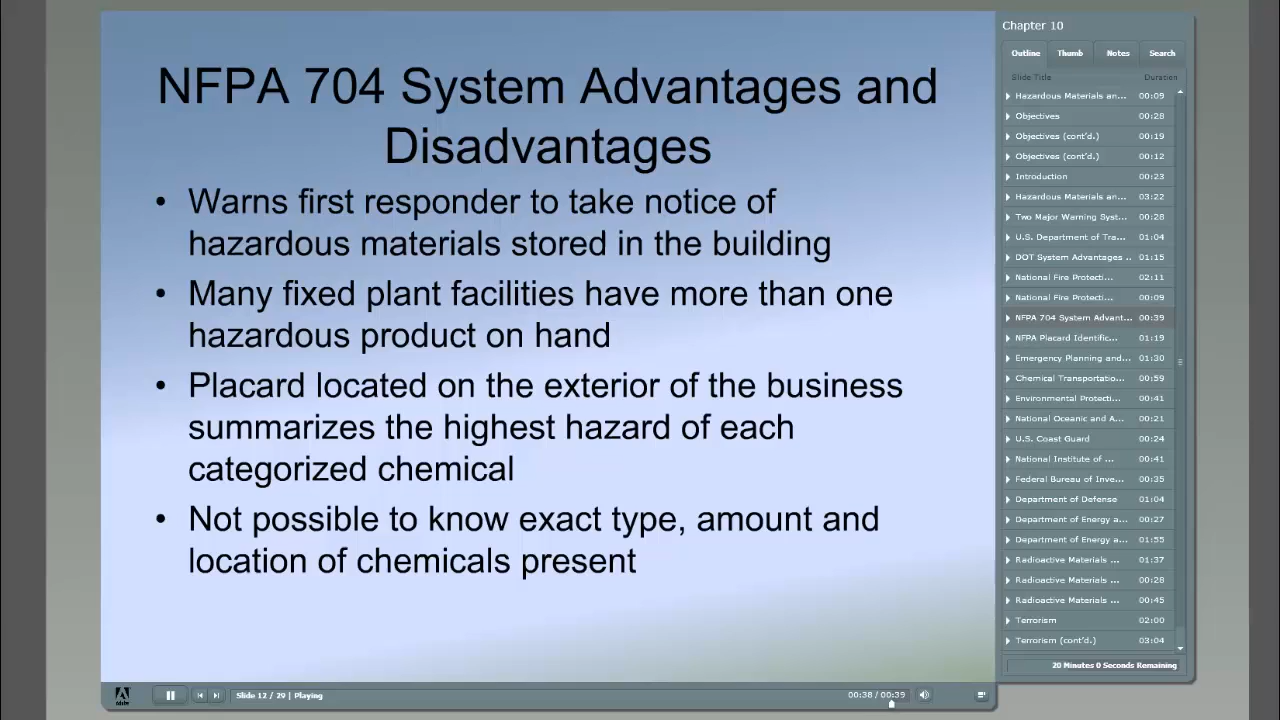 NFPA 704 System Advantages and
Disadvantages
• Warns first responder to take notice of
hazardous materials stored in the building
• Many fixed plant facilities have more than one
hazardous product on hand
• Placard located on the exterior of the business
summarizes the highest hazard of each
categorized chemical
• Not possible to know exact type, amount and
location of chemicals present
Adobe
Slide 12 / 29 | Playing
00:38 / 00:39
Chapter 10
Outline Thumb Notes Search
Slide Title Duration
Hazardous Materials an... 00:09
Objectives 00:28
Objectives (cont'd.) 00:19
Objectives (cont'd.) 00:12
Introduction 00:23
Hazardous Materials an... 03:22
Two Major Warning Syst... 00:28
U.S. Department of Tra... 01:04
DOT System Advantages .. 01:15
National Fire Protecti... 02:11
National Fire Protecti... 00:09
NFPA 704 System Advant... 00:39
NFPA Placard Identific... 01:19
Emergency Planning and... 01:30
Chemical Transportatio... 00:59
Environmental Protecti... 00:41
National Oceanic and A... 00:21
U.S. Coast Guard 00:24
National Institute of ... 00:41
Federal Bureau of Inve... 00:35
Department of Defense 01:04
Department of Energy a... 00:27
Department of Energy a... 01:55
Radioactive Materials ... 01:37
Radioactive Materials ... 00:28
Radioactive Materials ... 00:45
Terrorism 02:00
Terrorism (cont'd.) 03:04
20 Minutes 0 Seconds Remaining